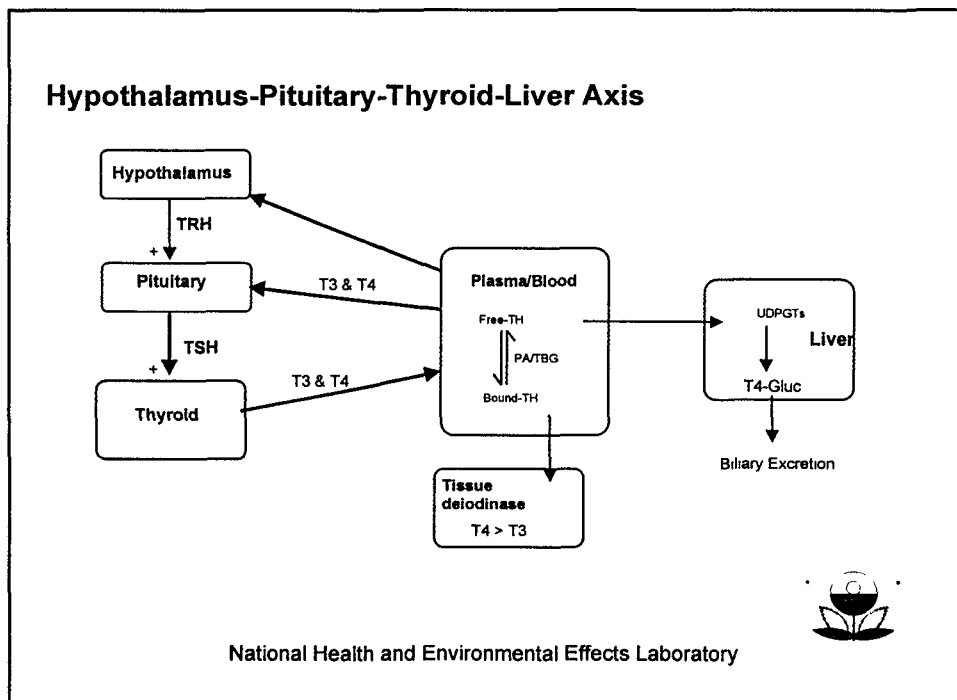 Hypothalamus-Pituitary-Thyroid-Liver Axis
Hypothalamus
TRH
+
Pituitary
T3 & T4
TSH
+
Thyroid
T3 & T4
Plasma/Blood
Free-TH
PA/TBG
Bound-TH
UDPGTs
Liver
T4-Gluc
Biliary Excretion
Tissue
deiodinase
T4 > T3
National Health and Environmental Effects Laboratory